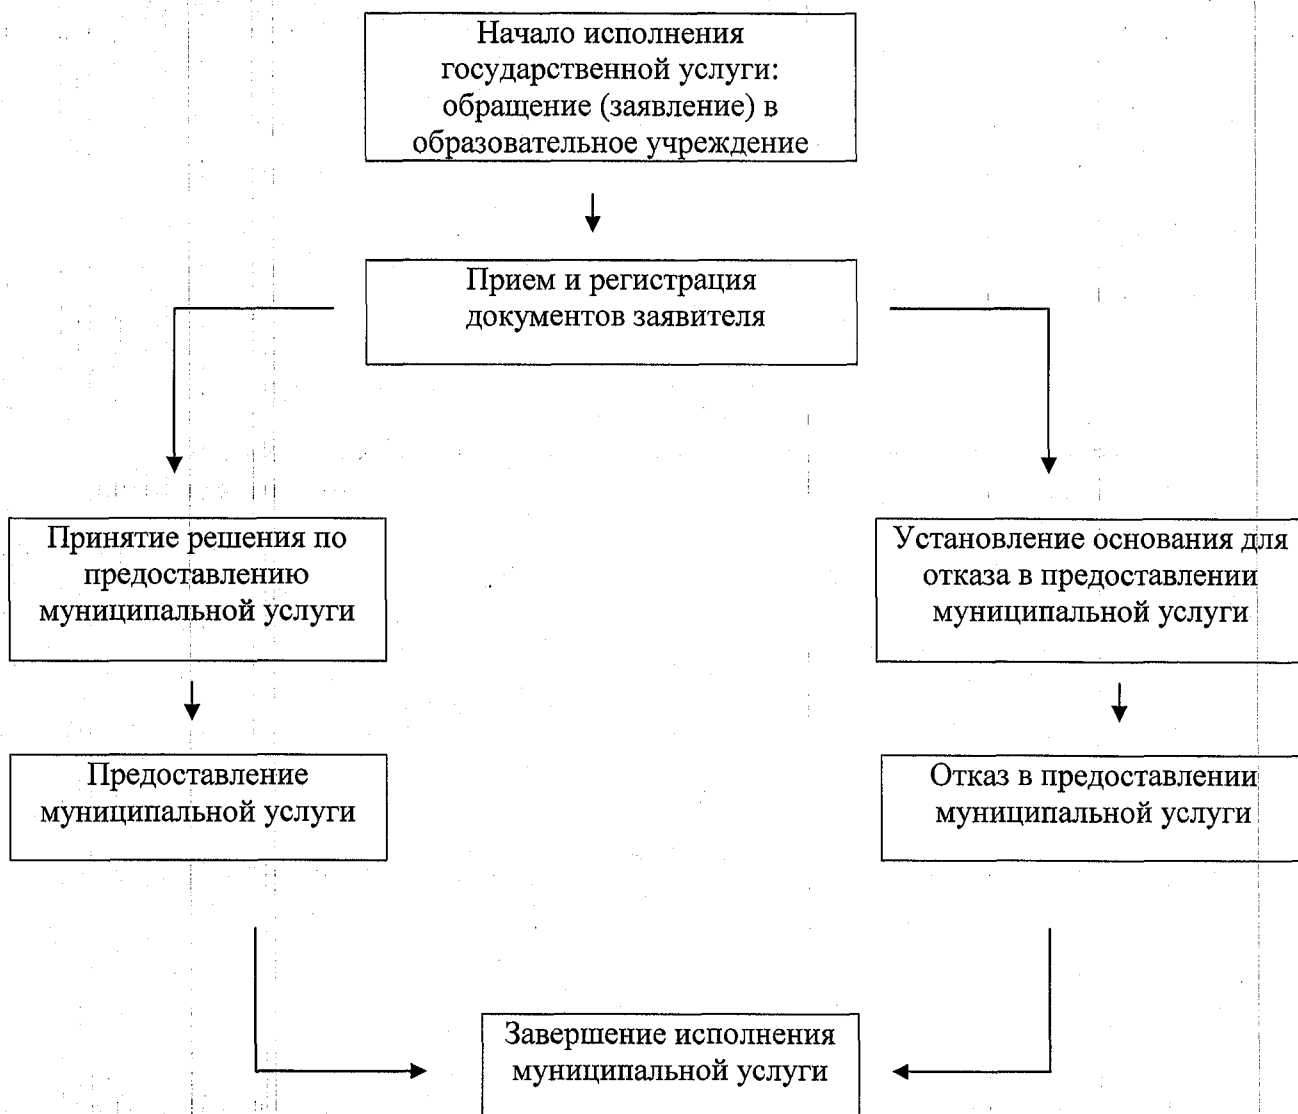 Начало исполнения
государственной услуги:
обращение (заявление) в
образовательное учреждение
Прием и регистрация
документов заявителя
Принятие решения по
предоставлению
муниципальной услуги
Установление основания для
отказа в предоставлении
муниципальной услуги
Предоставление
муниципальной услуги
Отказ в предоставлении
муниципальной услуги
Завершение исполнения
муниципальной услуги